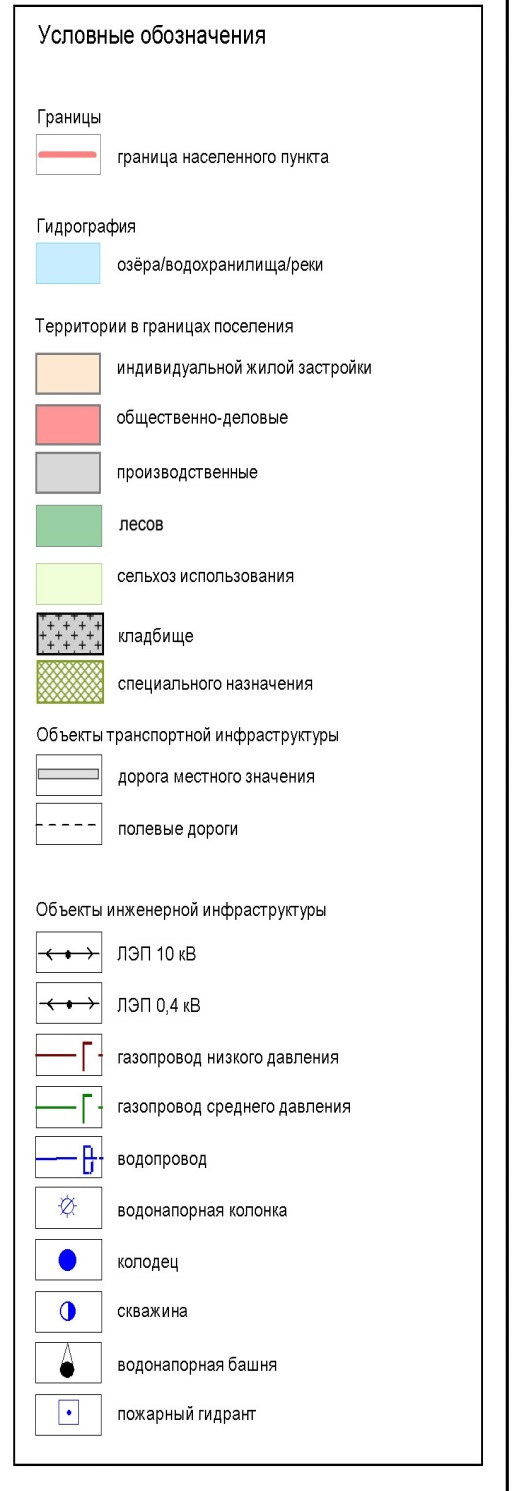 Условные обозначения
Границы
граница населенного пункта
Гидрография
озёра/водохранилища/реки
Территории в границах поселения
индивидуальной жилой застройки
общественно-деловые
производственные
лесов
сельхоз использования
кладбище
специального назначения
Объекты транспортной инфраструктуры
дорога местного значения
полевые дороги
Объекты инженерной инфраструктуры
ЛЭП 10 кВ
ЛЭП 0,4 кВ
Г газопровод низкого давления
Г газопровод среднего давления
В водопровод
водонапорная колонка
колодец
скважина
водонапорная башня
пожарный гидрант